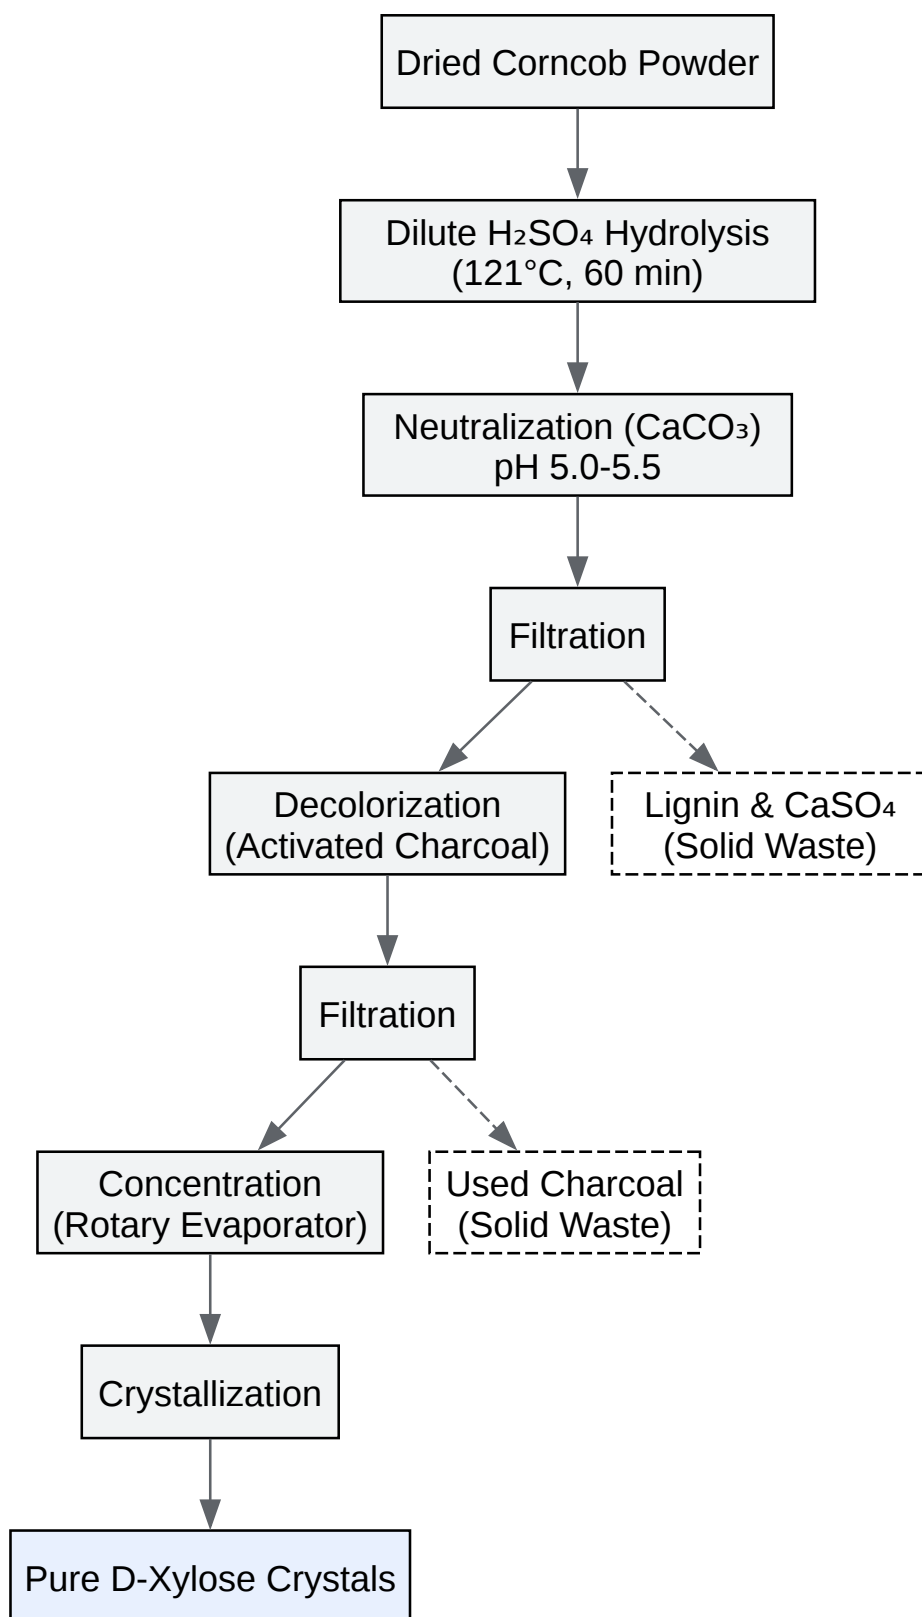 Dried Corncob Powder
Dilute H₂SO₄ Hydrolysis
(121°C, 60 min)
Neutralization (CaCO₃)
pH 5.0-5.5
Filtration
Decolorization
(Activated Charcoal)
Lignin & CaSO₄
(Solid Waste)
Filtration
Concentration
(Rotary Evaporator)
Used Charcoal
(Solid Waste)
Crystallization
Pure D-Xylose Crystals